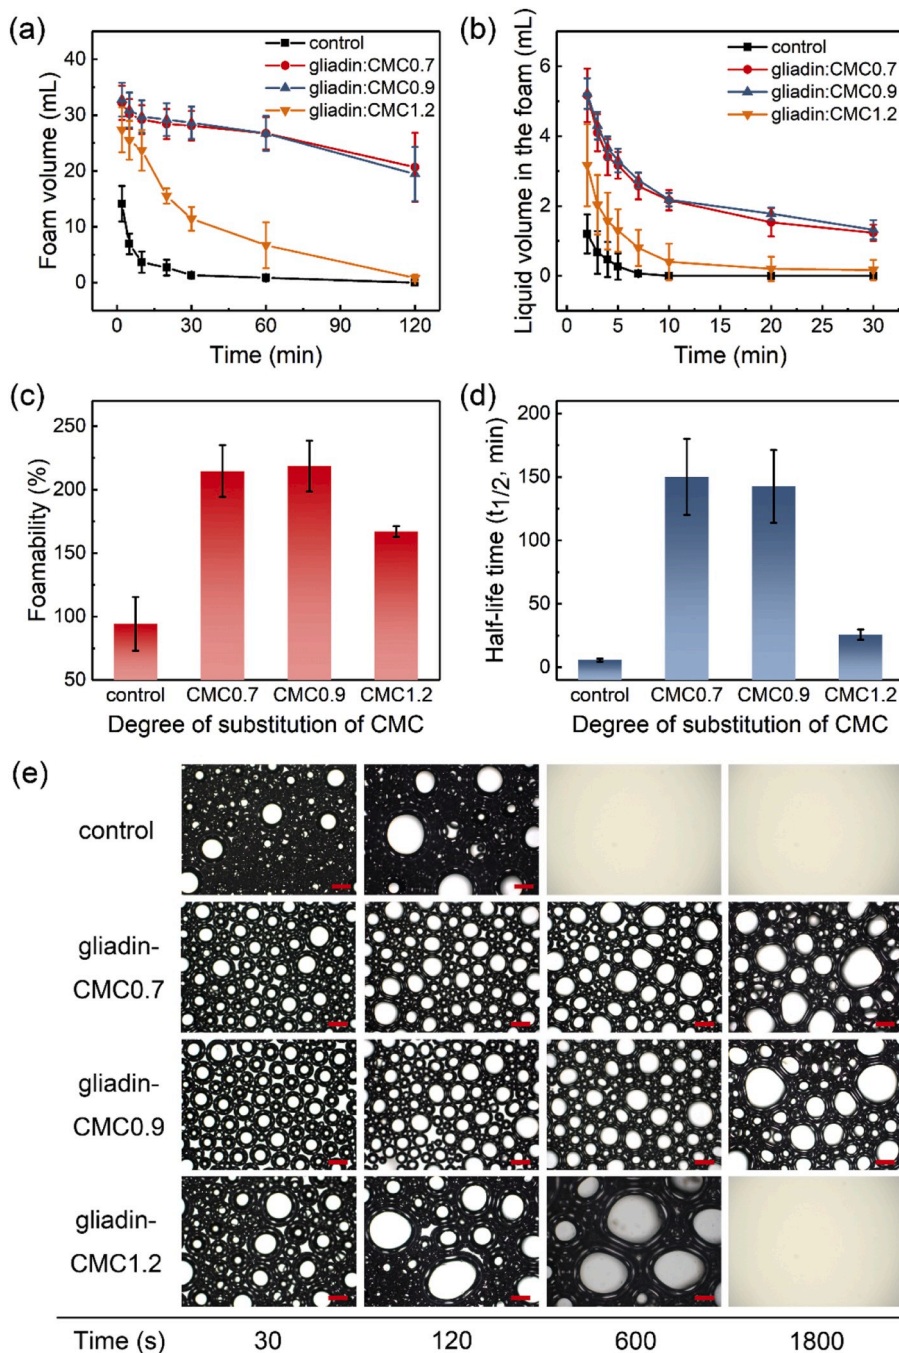 (a)
control
gliadin:CMC0.7
gliadin:CMC0.9
gliadin:CMC1.2
Foam volume (mL)
40
30
20
10
0
0 30 60 90 120
Time (min)
(b)
control
gliadin:CMC0.7
gliadin:CMC0.9
gliadin:CMC1.2
Liquid volume in the foam (mL)
6
4
2
0
0 5 10 15 20 25 30
Time (min)
(c)
Foamability (%)
250
200
150
100
50
control CMC0.7 CMC0.9 CMC1.2
Degree of substitution of CMC
(d)
Half-life time (t1/2, min)
200
150
100
50
0
control CMC0.7 CMC0.9 CMC1.2
Degree of substitution of CMC
(e)
control
gliadin-
CMC0.7
gliadin-
CMC0.9
gliadin-
CMC1.2
Time (s) 30 120 600 1800